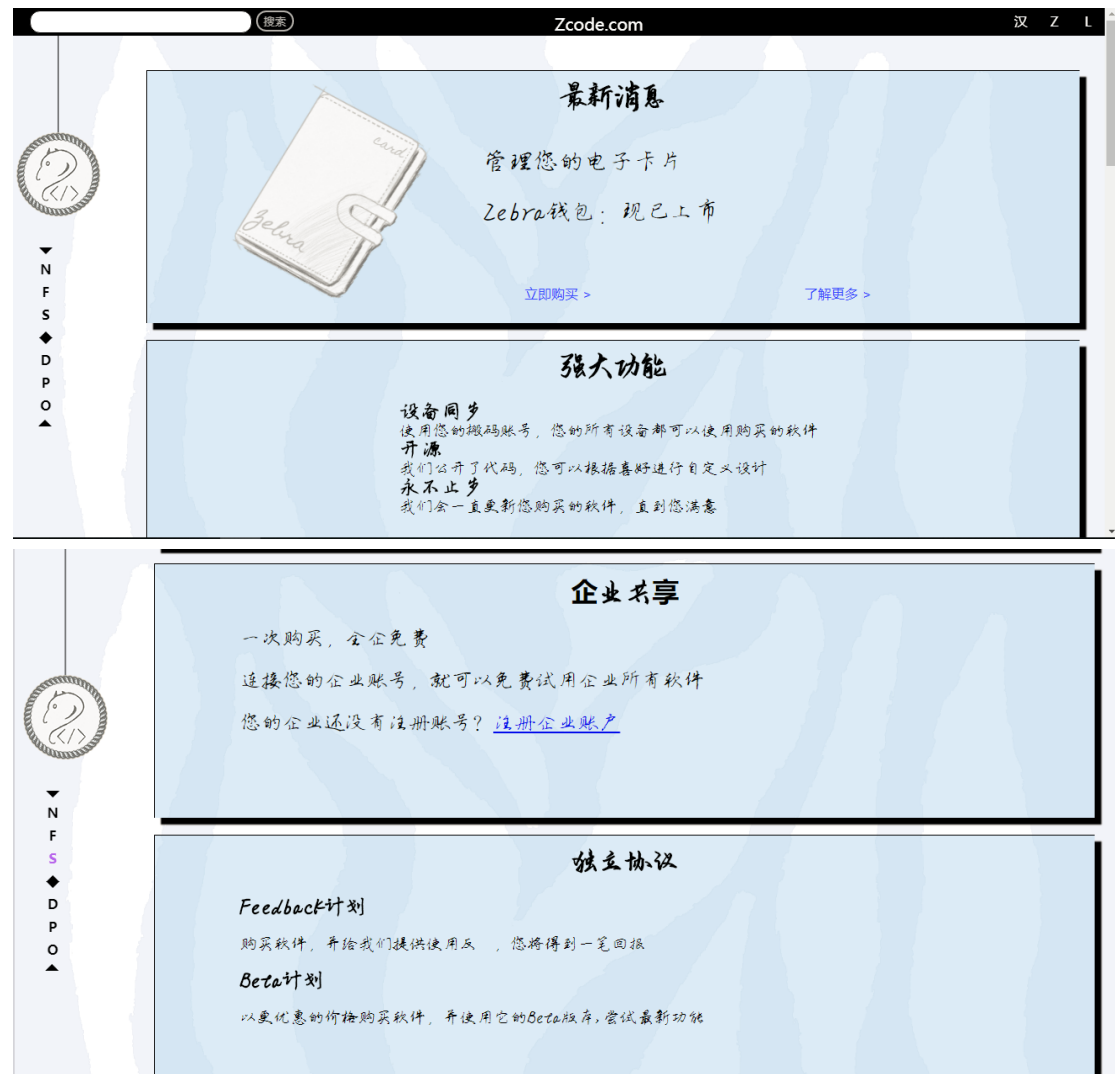 搜索
Zcode.com
汉 Z L
最新消息
card
Zebra
管理您的电子卡片
Zebra钱包：现已上市
立即购买 >
了解更多 >
</>
N
F
S
D
P
O
强大功能
设备同步
使用您的搬码账号，您的所有设备都可以使用购买的软件
开源
我们公开了代码，您可以根据喜好进行自定义设计
永不止步
我们会一直更新您购买的软件，直到您满意
企业共享
一次购买，全企免费
连接您的企业账号，就可以免费试用企业所有软件
您的企业还没有注册账号？注册企业账户
</>
N
F
S
D
P
O
独立协议
Feedback计划
购买软件，并给我们提供使用反 ，您将得到一笔回报
Beta计划
以更优惠的价格购买软件，并使用它的Beta版本，尝试最新功能